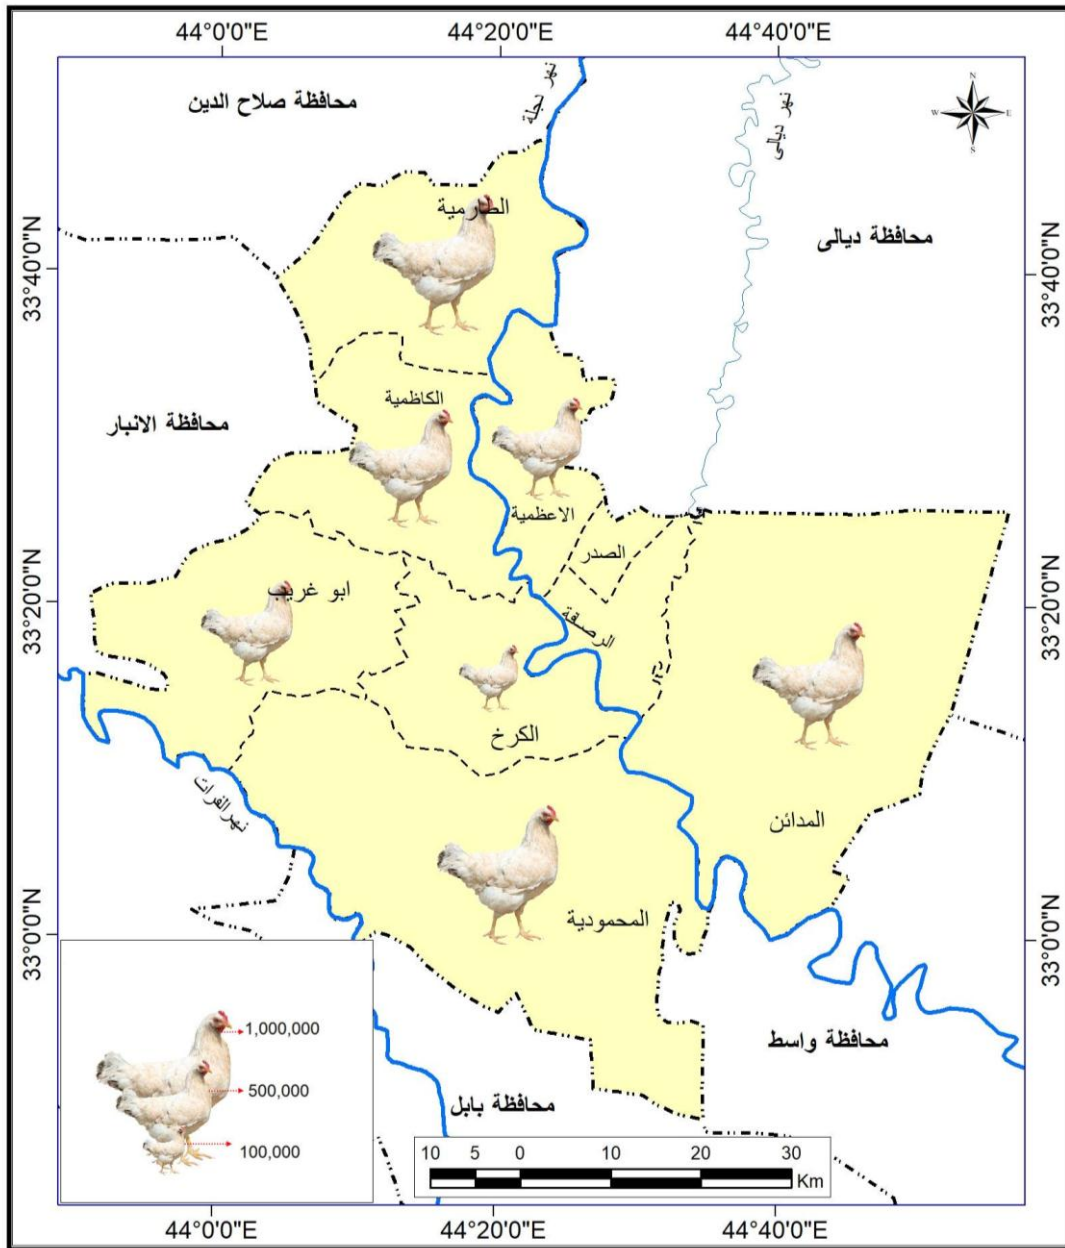 44°0'0"E 44°20'0"E 44°40'0"E
نهر دجلة
نهر ديالى
محافظة صلاح الدين
N
W E
S
الطارمية
محافظة ديالى
33°40'0"N 33°40'0"N
الكاظمية
محافظة الانبار
الاعظمية
الصدر
ابو غريب
33°20'0"N 33°20'0"N
الرصافة
الكرخ
نهر الفرات
المدائن
المحمودية
33°0'0"N 33°0'0"N
1,000,000
محافظة واسط
500,000
محافظة بابل
100,000
10 5 0 10 20 30
Km
44°0'0"E 44°20'0"E 44°40'0"E